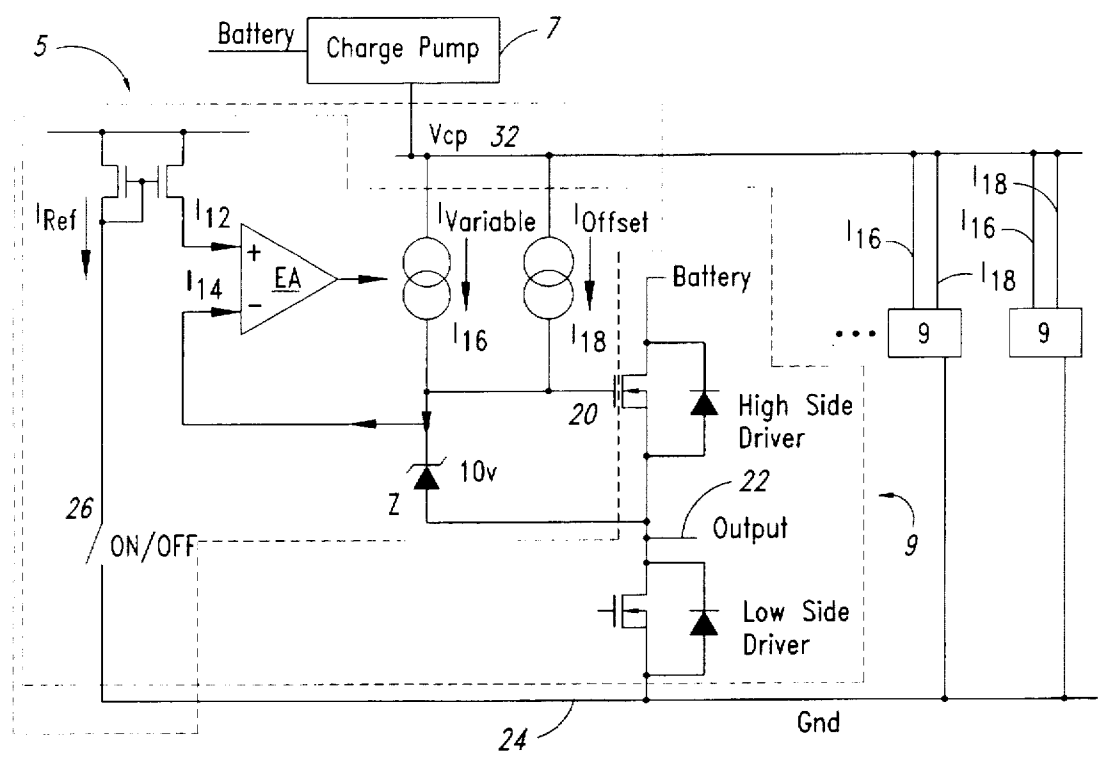 Battery
Charge Pump
7
5
Vcp 32
I18
I16
I16
I18
IRef
I12
IVariable
IOffset
+
EA
I14
−
Battery
I16
I18
9
9
20
High Side
Driver
10v
Z
22
26
ON/OFF
Output
9
Low Side
Driver
24
Gnd